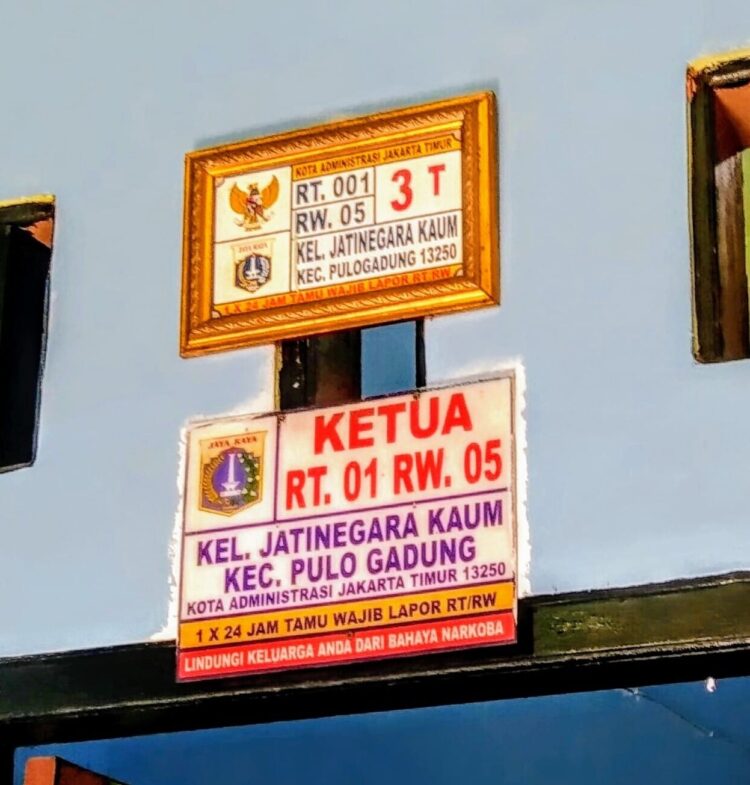 KOTA ADMINISTRASI JAKARTA TIMUR
RT. 001
RW. 05
3 T
JAYA RAYA
KEL. JATINEGARA KAUM
KEC. PULOGADUNG 13250
1 X 24 JAM TAMU WAJIB LAPOR RT/RW
JAYA RAYA
KETUA
RT. 01 RW. 05
KEL. JATINEGARA KAUM
KEC. PULO GADUNG
KOTA ADMINISTRASI JAKARTA TIMUR 13250
1 X 24 JAM TAMU WAJIB LAPOR RT/RW
LINDUNGI KELUARGA ANDA DARI BAHAYA NARKOBA